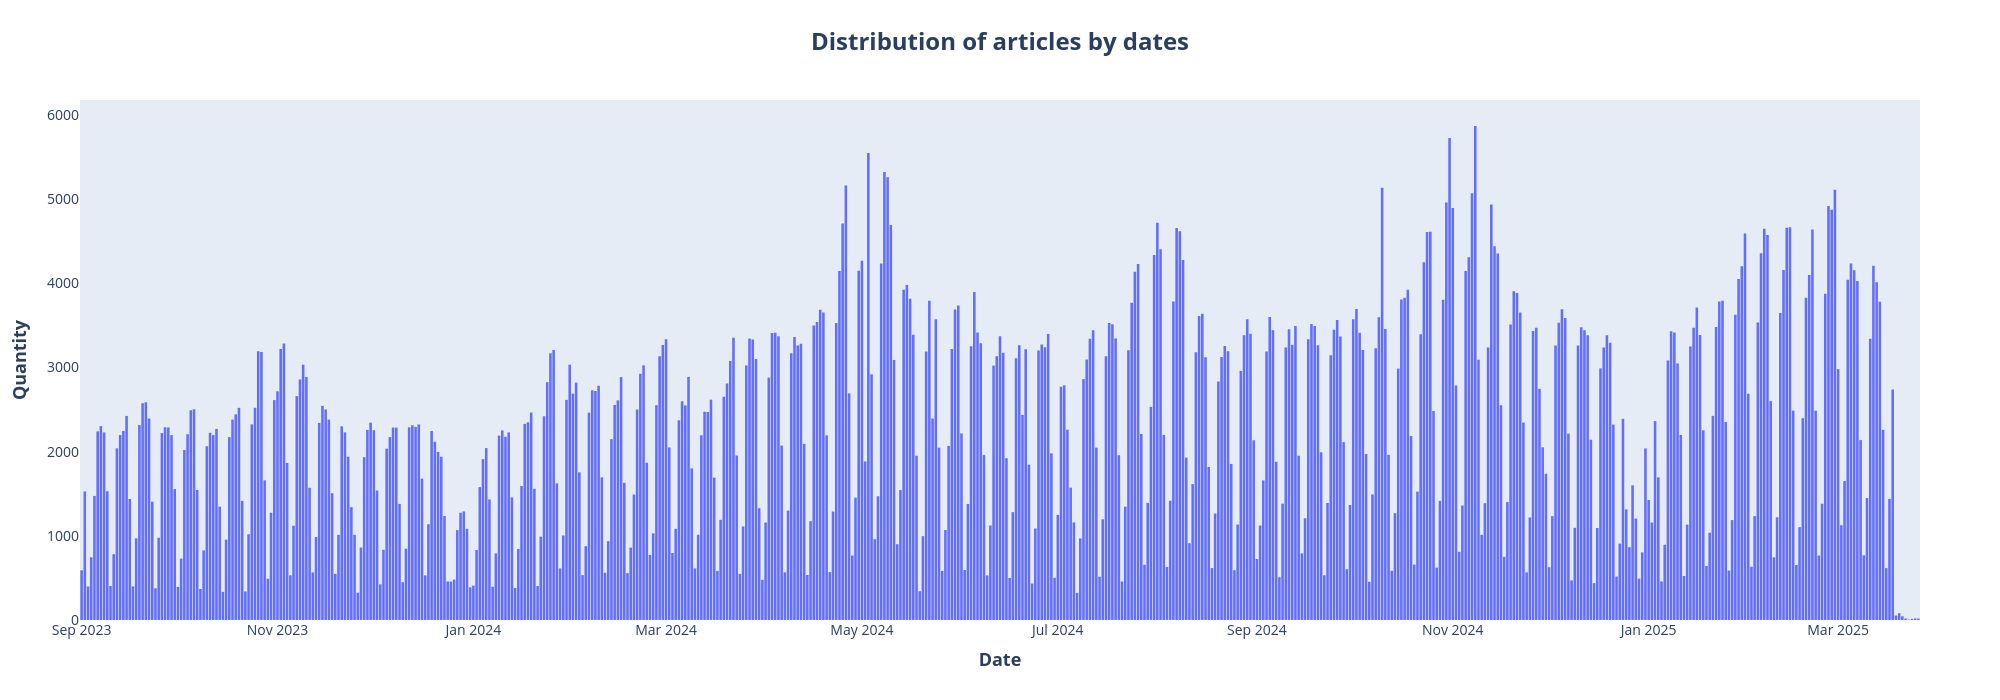 Distribution of articles by dates
Quantity
6000
5000
4000
3000
2000
1000
0
Sep 2023
Nov 2023
Jan 2024
Mar 2024
May 2024
Jul 2024
Sep 2024
Nov 2024
Jan 2025
Mar 2025
Date